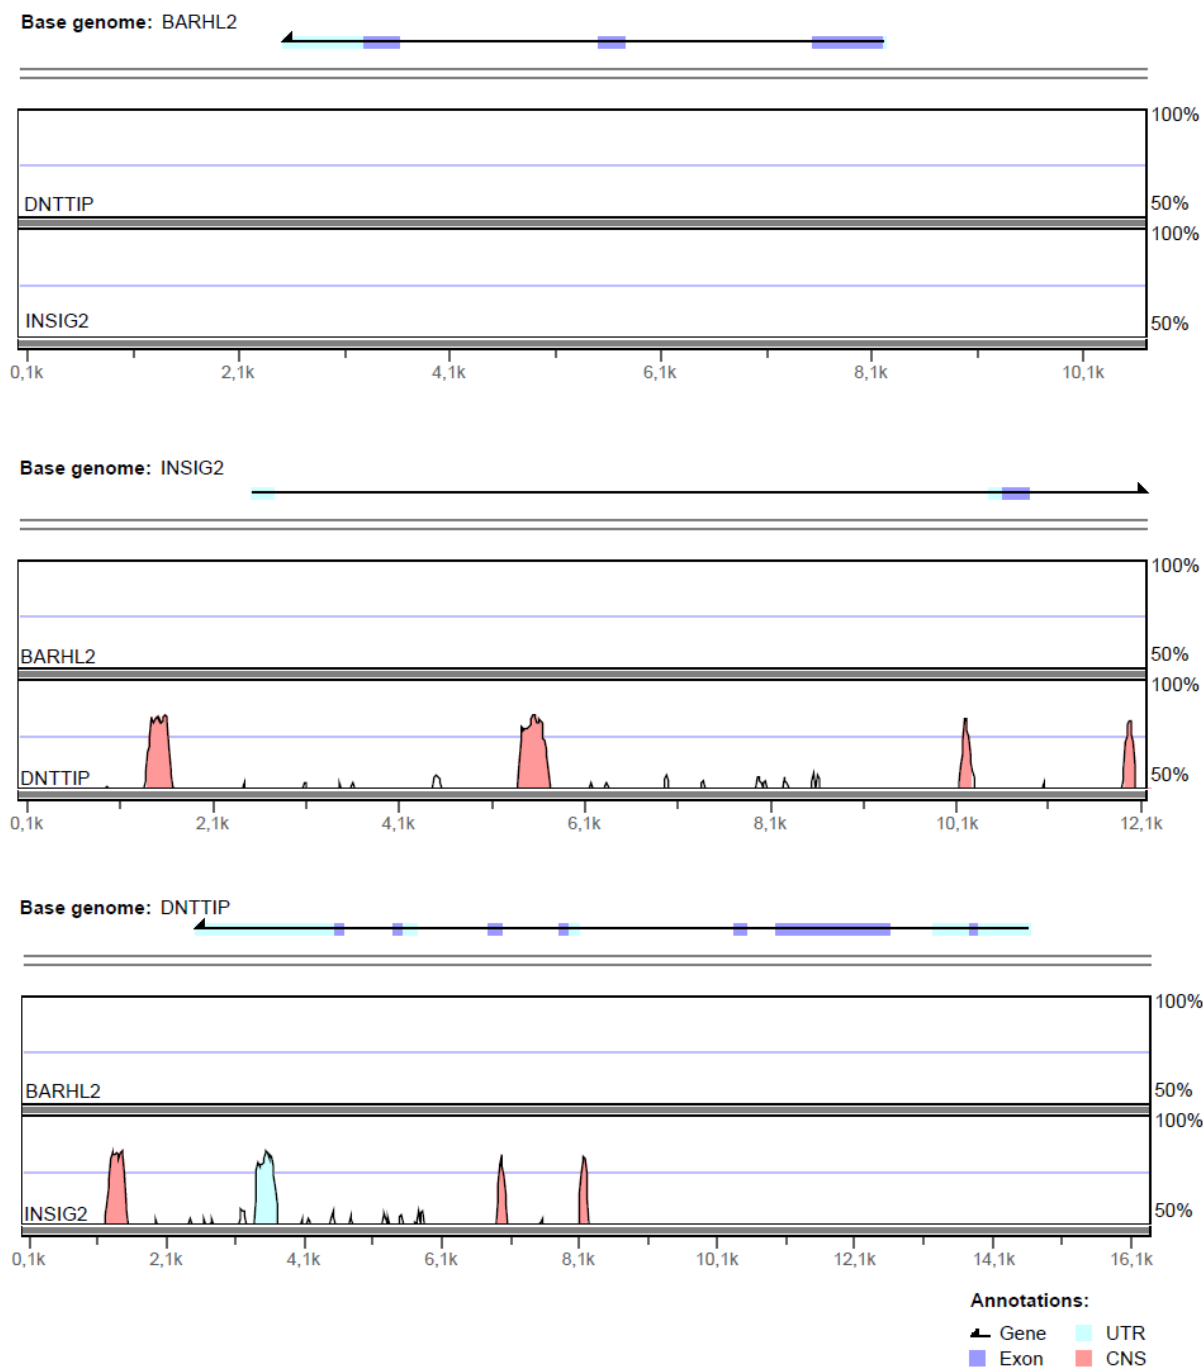 Base genome: BARHL2
100%
DNTTIP
50%
100%
INSIG2
50%
0,1k 2,1k 4,1k 6,1k 8,1k 10,1k
Base genome: INSIG2
100%
BARHL2
50%
100%
DNTTIP
50%
0,1k 2,1k 4,1k 6,1k 8,1k 10,1k 12,1k
Base genome: DNTTIP
100%
BARHL2
50%
100%
INSIG2
50%
0,1k 2,1k 4,1k 6,1k 8,1k 10,1k 12,1k 14,1k 16,1k
Annotations:
Gene UTR
Exon CNS